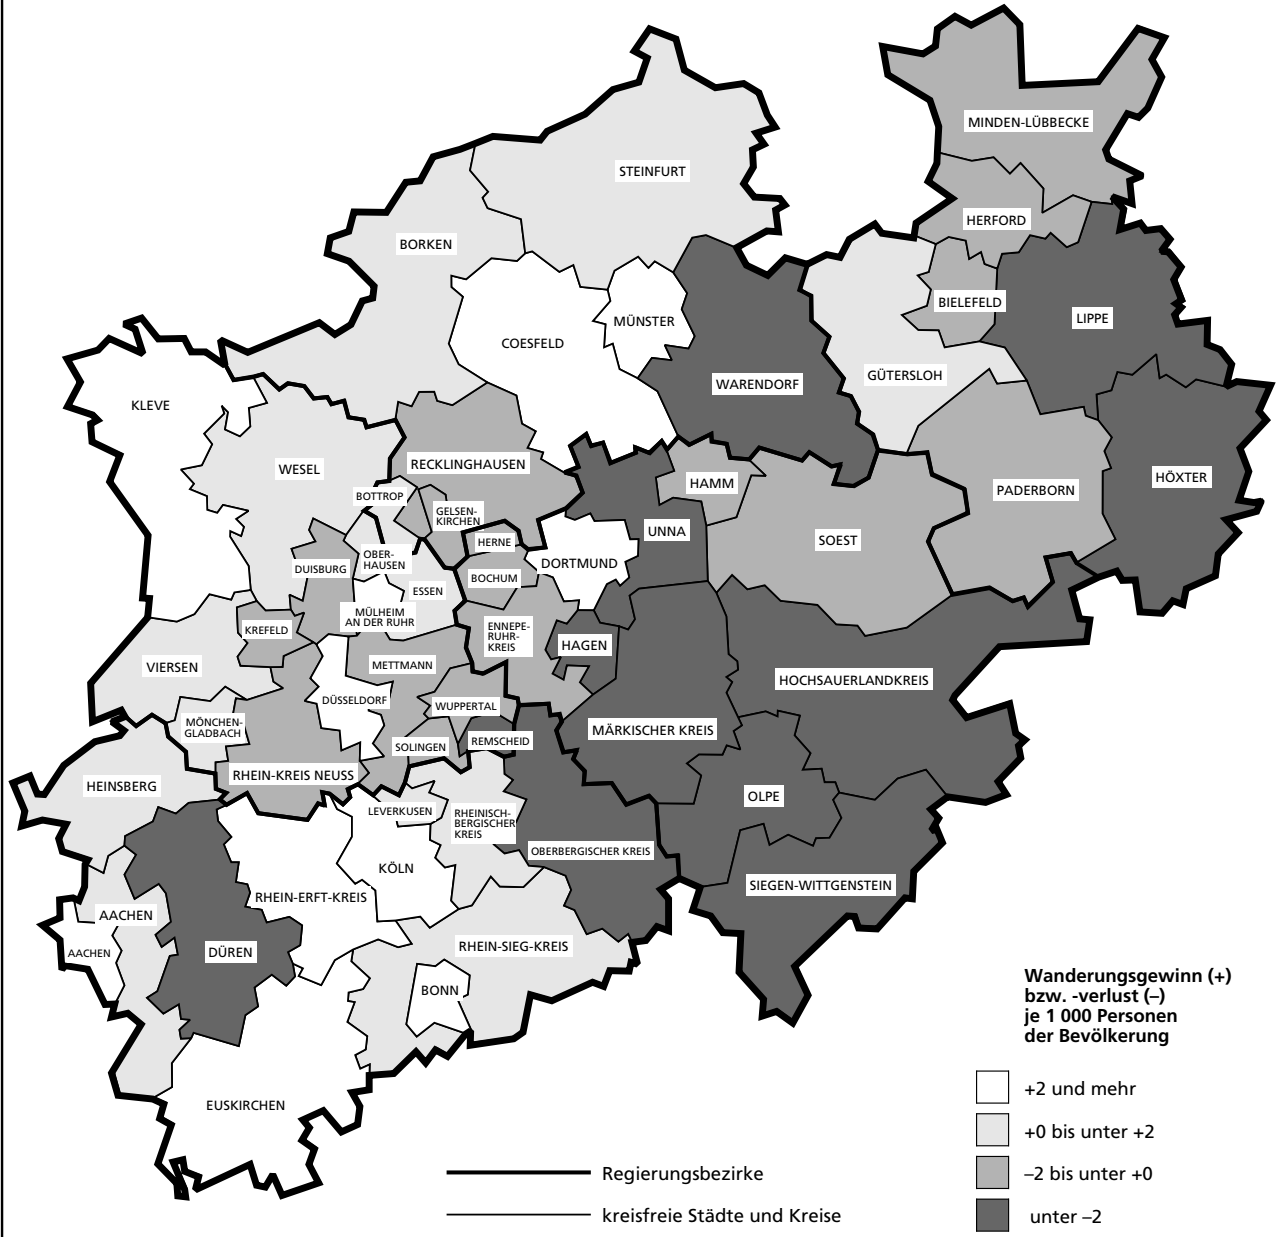 MINDEN-LÜBBECKE
STEINFURT
HERFORD
BORKEN
BIELEFELD
LIPPE
MÜNSTER
COESFELD
GÜTERSLOH
WARENDORF
KLEVE
RECKLINGHAUSEN
WESEL
HÖXTER
HAMM
PADERBORN
BOTTROP
GELSEN-
KIRCHEN
UNNA
SOEST
HERNE
OBER-
HAUSEN
DORTMUND
DUISBURG
BOCHUM
ESSEN
MÜLHEIM
AN DER RUHR
KREFELD
ENNEPE-
RUHR-
KREIS
HAGEN
METTMANN
VIERSEN
HOCHSAUERLANDKREIS
DÜSSELDORF
WUPPERTAL
MÖNCHEN-
GLADBACH
MÄRKISCHER KREIS
REMSCHEID
SOLINGEN
RHEIN-KREIS NEUSS
HEINSBERG
OLPE
LEVERKUSEN
RHEINISCH-
BERGISCHER
KREIS
OBERBERGISCHER KREIS
KÖLN
SIEGEN-WITTGENSTEIN
RHEIN-ERFT-KREIS
AACHEN
RHEIN-SIEG-KREIS
AACHEN
DÜREN
BONN
EUSKIRCHEN
Wanderungsgewinn (+)
bzw. -verlust (–)
je 1 000 Personen
der Bevölkerung
+2 und mehr
+0 bis unter +2
–2 bis unter +0
unter –2
Regierungsbezirke
kreisfreie Städte und Kreise